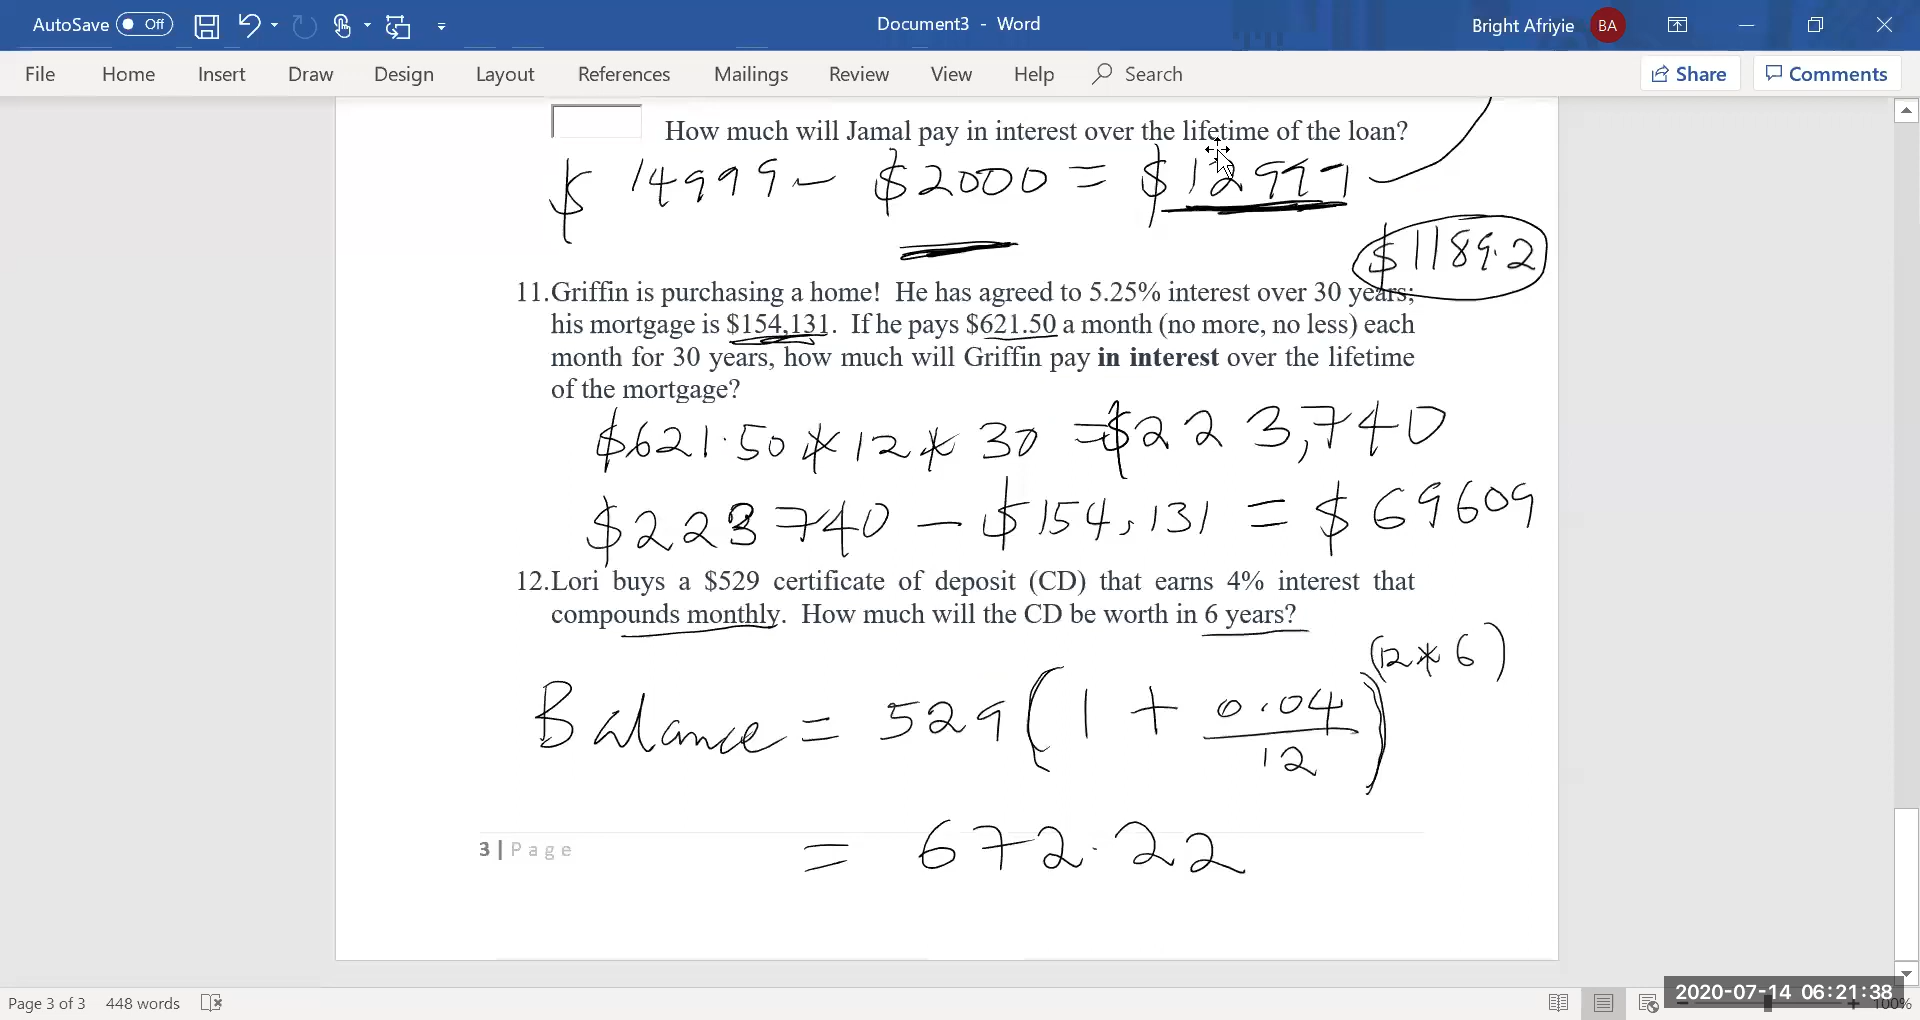 AutoSave Off Document3 - Word Bright Afriyie BA
File Home Insert Draw Design Layout References Mailings Review View Help Search Share Comments
How much will Jamal pay in interest over the lifetime of the loan?
$ 14999 - $2000 = $12999
$1189.2
11. Griffin is purchasing a home! He has agreed to 5.25% interest over 30 years;
his mortgage is $154,131. If he pays $621.50 a month (no more, no less) each
month for 30 years, how much will Griffin pay in interest over the lifetime
of the mortgage?
$621.50 * 12 * 30 = $223,740
$223740 - $154,131 = $69609
12. Lori buys a $529 certificate of deposit (CD) that earns 4% interest that
compounds monthly. How much will the CD be worth in 6 years?
(12 * 6)
Balance = 529 ( 1 + 0.04
12 )
= 672.22
3 | Page
Page 3 of 3 448 words 100%
2020-07-14 06:21:38